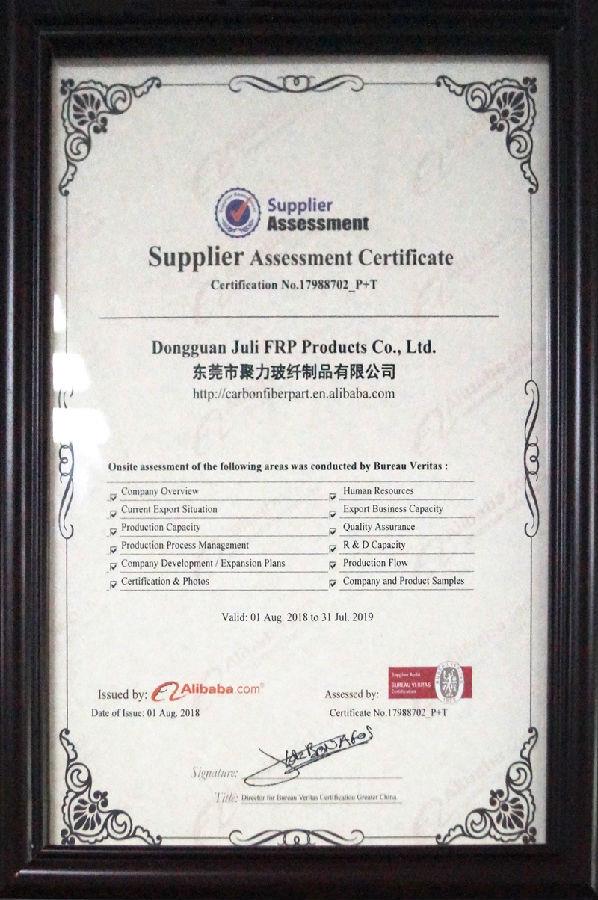 Supplier
Assessment
Supplier Assessment Certificate
Certification No.17988702_P+T
Dongguan Juli FRP Products Co., Ltd.
东莞市聚力玻纤制品有限公司
http://carbonfiberpart.en.alibaba.com
Onsite assessment of the following areas was conducted by Bureau Veritas :
Company Overview Human Resources
Current Export Situation Export Business Capacity
Production Capacity Quality Assurance
Production Process Management R & D Capacity
Company Development / Expansion Plans Production Flow
Certification & Photos Company and Product Samples
Valid: 01 Aug. 2018 to 31 Jul. 2019
Issued by: Alibaba.com® Assessed by: Supplier Audit
BUREAU VERITAS
Certification
Date of Issue: 01 Aug. 2018 Certificate No.17988702_P+T
Signature:
Title: Director for Bureau Veritas Certification Greater China